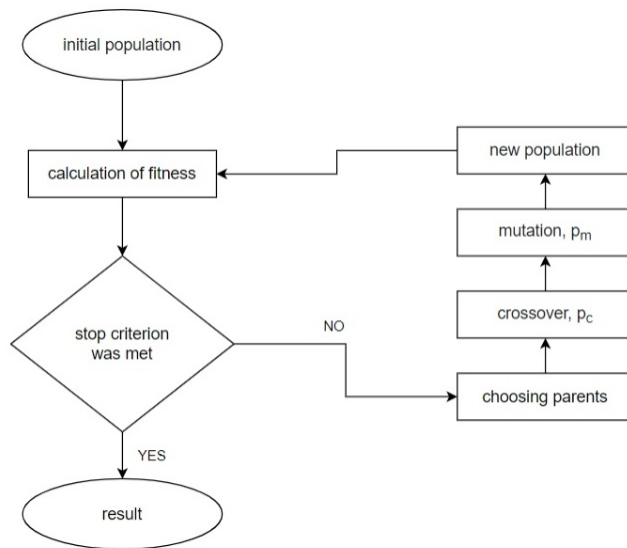 initial population
calculation of fitness
new population
mutation, pₘ
crossover, p꜀
NO
stop criterion
was met
choosing parents
YES
result